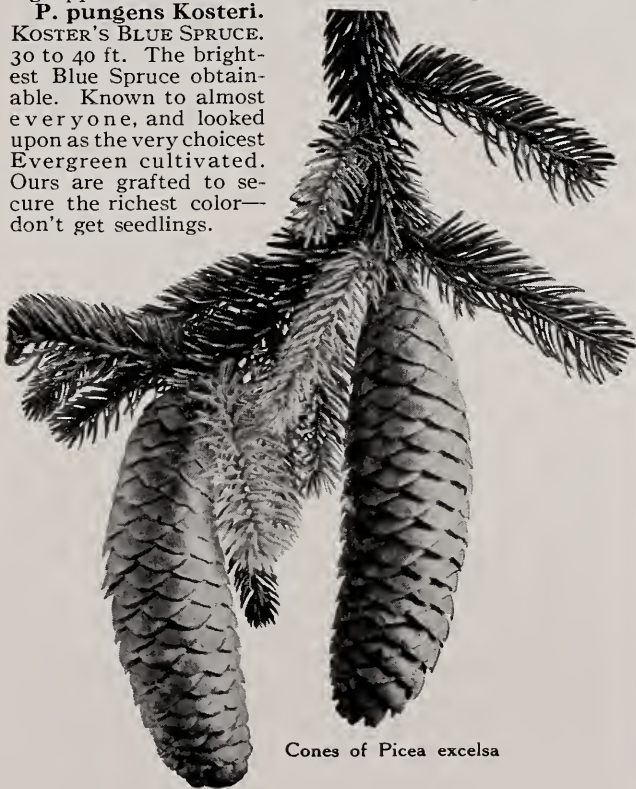 P. pungens Kosteri.
KOSTER'S BLUE SPRUCE.
30 to 40 ft. The bright-
est Blue Spruce obtain-
able. Known to almost
everyone, and looked
upon as the very choicest
Evergreen cultivated.
Ours are grafted to se-
cure the richest color—
don't get seedlings.
Cones of Picea excelsa